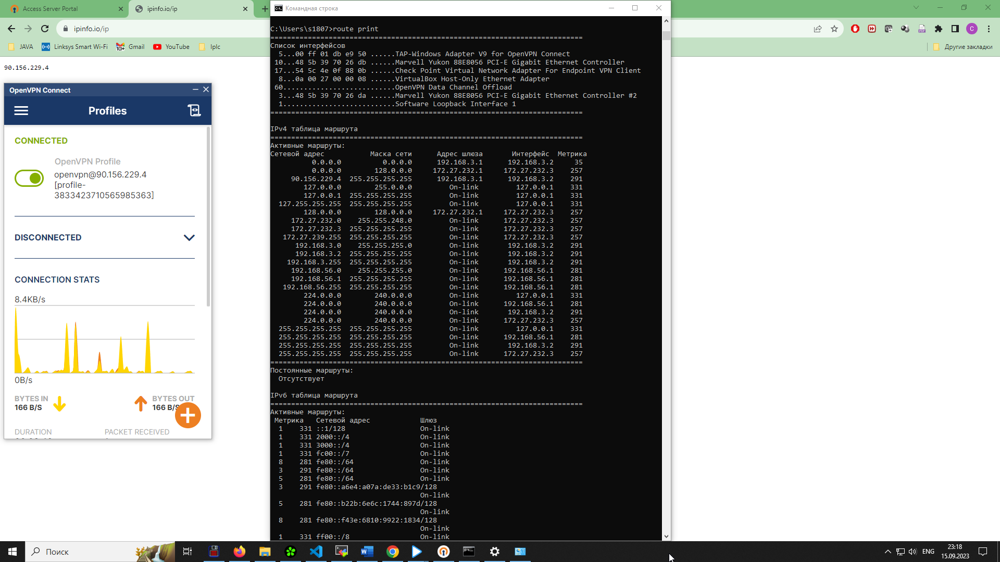 Access Server Portal
ipinfo.io/ip
ipinfo.io/ip
JAVA
Linksys Smart Wi-Fi
Gmail
YouTube
Iplc
Другие закладки
90.156.229.4
OpenVPN Connect
Profiles
CONNECTED
OpenVPN Profile
openvpn@90.156.229.4
[profile-
3833423710565985363]
DISCONNECTED
CONNECTION STATS
8.4KB/s
0B/s
BYTES IN
166 B/S
BYTES OUT
166 B/S
DURATION
PACKET RECEIVED
Командная строка
C:\Users\s1807>route print
===========================================================================
Список интерфейсов
5...00 ff 01 db e9 50 ......TAP-Windows Adapter V9 for OpenVPN Connect
10...48 5b 39 70 26 db ......Marvell Yukon 88E8056 PCI-E Gigabit Ethernet Controller
17...54 5c 4e 0f 88 0b ......Check Point Virtual Network Adapter For Endpoint VPN Client
8...0a 00 27 00 00 08 ......VirtualBox Host-Only Ethernet Adapter
60...........................OpenVPN Data Channel Offload
3...48 5b 39 70 26 da ......Marvell Yukon 88E8056 PCI-E Gigabit Ethernet Controller #2
1...........................Software Loopback Interface 1
===========================================================================
IPv4 таблица маршрута
===========================================================================
Активные маршруты:
Сетевой адрес Маска сети Адрес шлюза Интерфейс Метрика
0.0.0.0 0.0.0.0 192.168.3.1 192.168.3.2 35
0.0.0.0 128.0.0.0 172.27.232.1 172.27.232.3 257
90.156.229.4 255.255.255.255 192.168.3.1 192.168.3.2 291
127.0.0.0 255.0.0.0 On-link 127.0.0.1 331
127.0.0.1 255.255.255.255 On-link 127.0.0.1 331
127.255.255.255 255.255.255.255 On-link 127.0.0.1 331
128.0.0.0 128.0.0.0 172.27.232.1 172.27.232.3 257
172.27.232.0 255.255.248.0 On-link 172.27.232.3 257
172.27.232.3 255.255.255.255 On-link 172.27.232.3 257
172.27.239.255 255.255.255.255 On-link 172.27.232.3 257
192.168.3.0 255.255.255.0 On-link 192.168.3.2 291
192.168.3.2 255.255.255.255 On-link 192.168.3.2 291
192.168.3.255 255.255.255.255 On-link 192.168.3.2 291
192.168.56.0 255.255.255.0 On-link 192.168.56.1 281
192.168.56.1 255.255.255.255 On-link 192.168.56.1 281
192.168.56.255 255.255.255.255 On-link 192.168.56.1 281
224.0.0.0 240.0.0.0 On-link 127.0.0.1 331
224.0.0.0 240.0.0.0 On-link 192.168.56.1 281
224.0.0.0 240.0.0.0 On-link 192.168.3.2 291
224.0.0.0 240.0.0.0 On-link 172.27.232.3 257
255.255.255.255 255.255.255.255 On-link 127.0.0.1 331
255.255.255.255 255.255.255.255 On-link 192.168.56.1 281
255.255.255.255 255.255.255.255 On-link 192.168.3.2 291
255.255.255.255 255.255.255.255 On-link 172.27.232.3 257
===========================================================================
Постоянные маршруты:
Отсутствует
IPv6 таблица маршрута
===========================================================================
Активные маршруты:
Метрика Сетевой адрес Шлюз
1 331 ::1/128 On-link
1 331 2000::/4 On-link
1 331 3000::/4 On-link
1 331 fc00::/7 On-link
8 281 fe80::/64 On-link
3 291 fe80::/64 On-link
5 281 fe80::/64 On-link
3 291 fe80::a6e4:a07a:de33:b1c9/128
On-link
5 281 fe80::b22b:6e6c:1744:897d/128
On-link
8 281 fe80::f43e:6810:9922:1834/128
On-link
1 331 ff00::/8 On-link
Поиск
ENG
23:18
15.09.2023